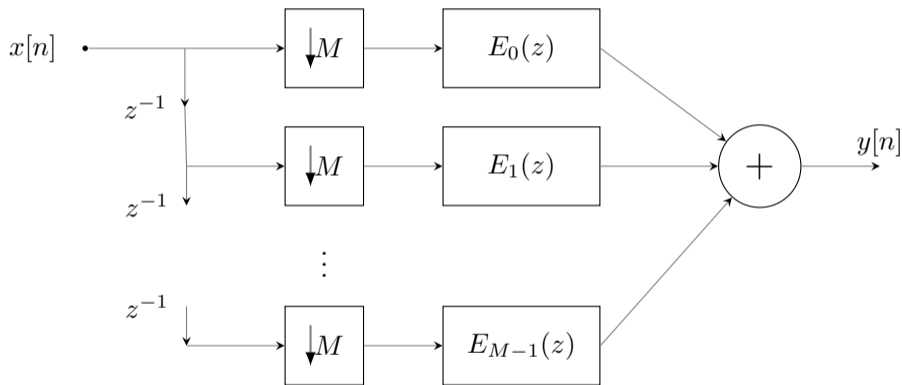 x[n] ↓M E_0(z)
z^{-1}
y[n]
↓M E_1(z) +
z^{-1}
⋮
z^{-1}
↓M E_{M−1}(z)